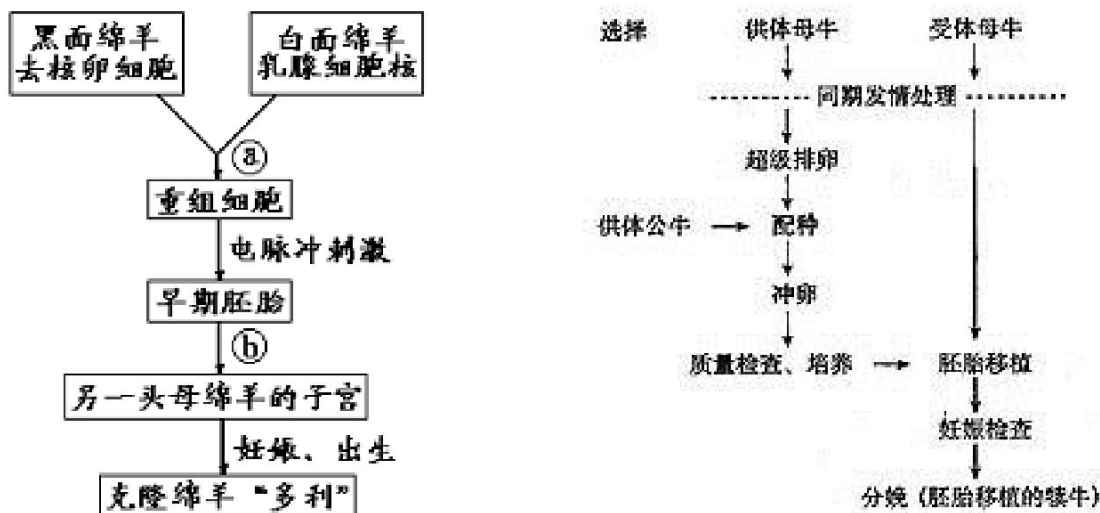 黑面绵羊
去核卵细胞
白面绵羊
乳腺细胞核
ⓐ
重组细胞
电脉冲刺激
早期胚胎
ⓑ
另一头母绵羊的子宫
妊娠、出生
克隆绵羊“多利”
选择 供体母牛 受体母牛
同期发情处理
超级排卵
供体公牛 配种
冲卵
质量检查、培养 胚胎移植
妊娠检查
分娩(胚胎移植的犊牛)